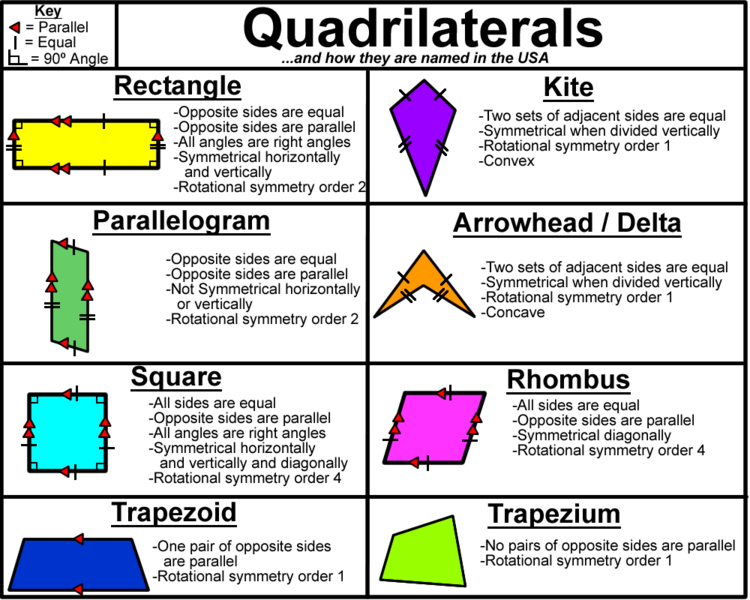 Key
= Parallel
= Equal
= 90º Angle
Quadrilaterals
...and how they are named in the USA
Rectangle
-Opposite sides are equal
-Opposite sides are parallel
-All angles are right angles
-Symmetrical horizontally
and vertically
-Rotational symmetry order 2
Kite
-Two sets of adjacent sides are equal
-Symmetrical when divided vertically
-Rotational symmetry order 1
-Convex
Parallelogram
-Opposite sides are equal
-Opposite sides are parallel
-Not Symmetrical horizontally
or vertically
-Rotational symmetry order 2
Arrowhead / Delta
-Two sets of adjacent sides are equal
-Symmetrical when divided vertically
-Rotational symmetry order 1
-Concave
Square
-All sides are equal
-Opposite sides are parallel
-All angles are right angles
-Symmetrical horizontally
and vertically and diagonally
-Rotational symmetry order 4
Rhombus
-All sides are equal
-Opposite sides are parallel
-Symmetrical diagonally
-Rotational symmetry order 4
Trapezoid
-One pair of opposite sides
are parallel
-Rotational symmetry order 1
Trapezium
-No pairs of opposite sides are parallel
-Rotational symmetry order 1